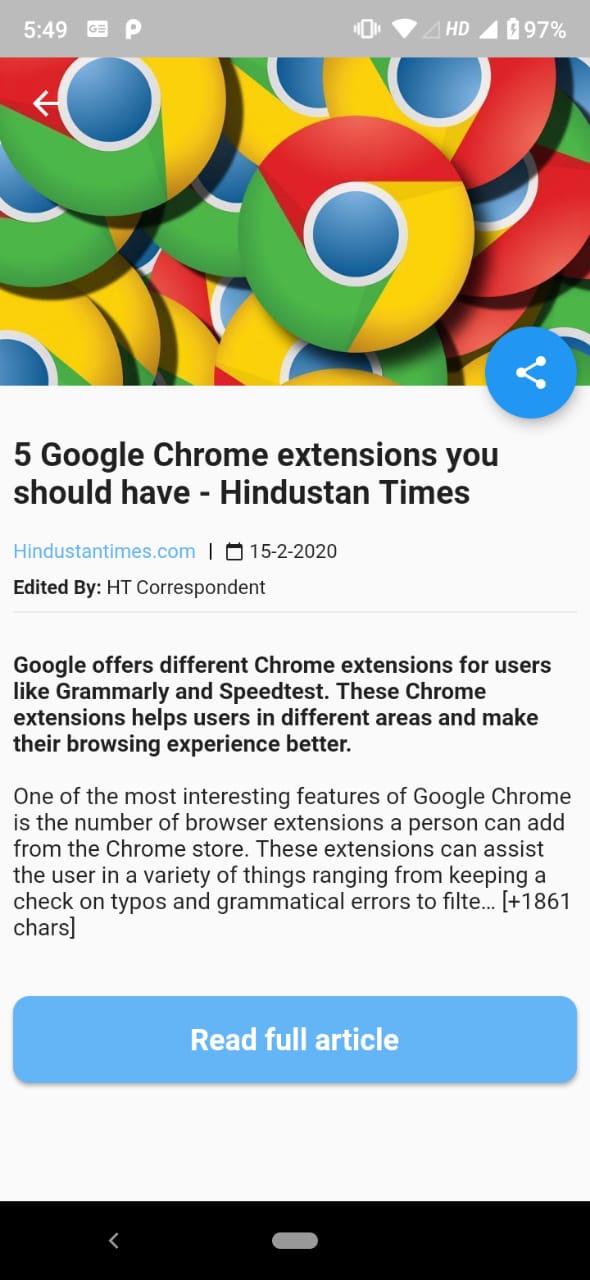 5:49 GE P HD 97%
5 Google Chrome extensions you
should have - Hindustan Times
Hindustantimes.com | 15-2-2020
Edited By: HT Correspondent
Google offers different Chrome extensions for users
like Grammarly and Speedtest. These Chrome
extensions helps users in different areas and make
their browsing experience better.
One of the most interesting features of Google Chrome
is the number of browser extensions a person can add
from the Chrome store. These extensions can assist
the user in a variety of things ranging from keeping a
check on typos and grammatical errors to filte… [+1861
chars]
Read full article